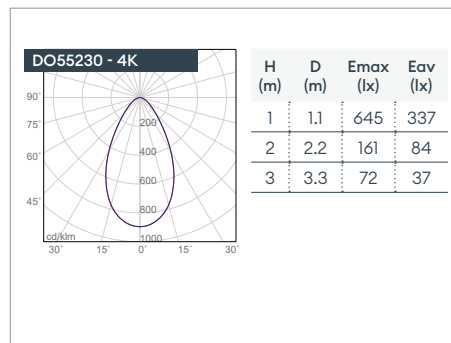 DO55230 - 4K
90°
75°
60°
45°
200
400
600
800
1000
cd/klm
30° 15° 0° 15° 30°
H (m) D (m) Emax (lx) Eav (lx)
1 1.1 645 337
2 2.2 161 84
3 3.3 72 37